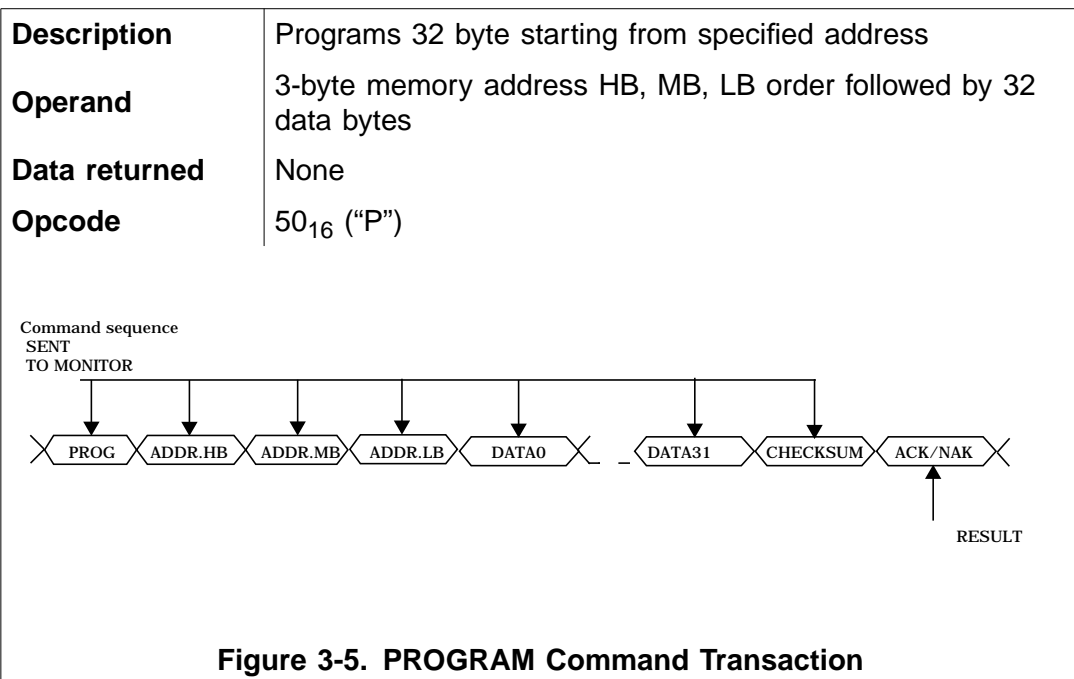 Description Programs 32 byte starting from specified address
Operand 3-byte memory address HB, MB, LB order followed by 32
data bytes
Data returned None
Opcode 50₁₆ (“P”)
Command sequence
SENT
TO MONITOR
PROG ADDR.HB ADDR.MB ADDR.LB DATA0 DATA31 CHECKSUM ACK/NAK
RESULT
Figure 3-5. PROGRAM Command Transaction